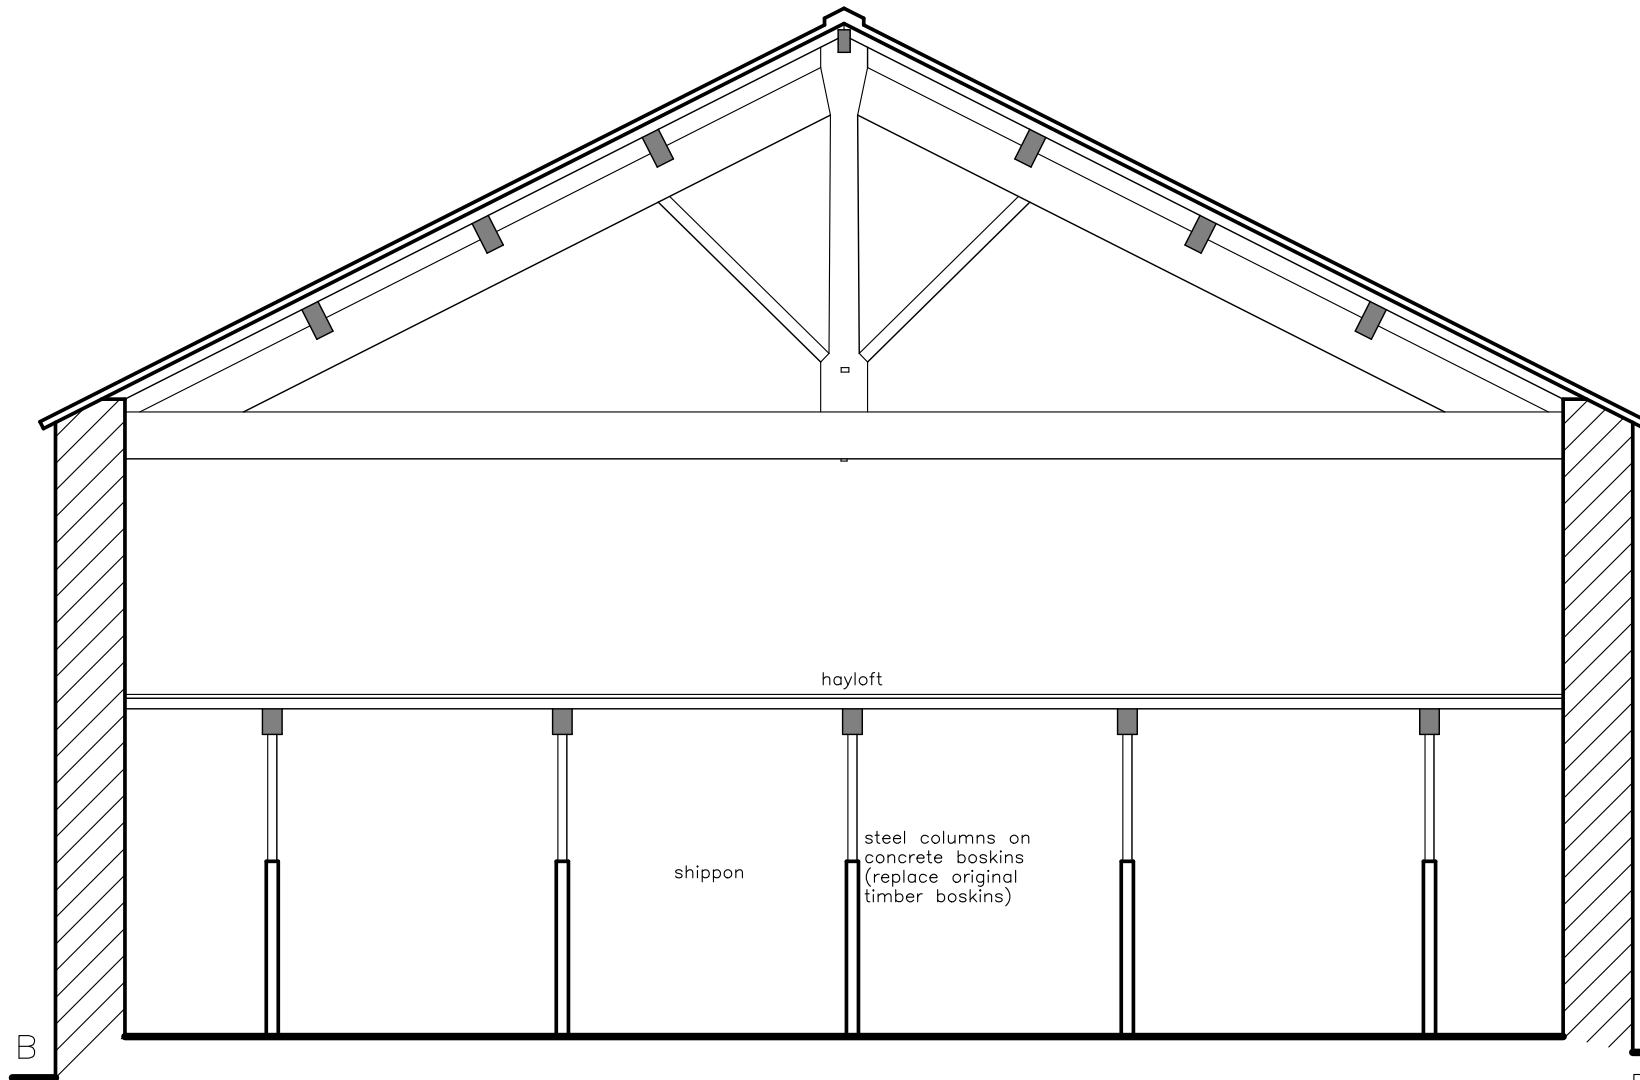 hayloft
steel columns on
concrete boskins
(replace original
timber boskins)
shippon
B